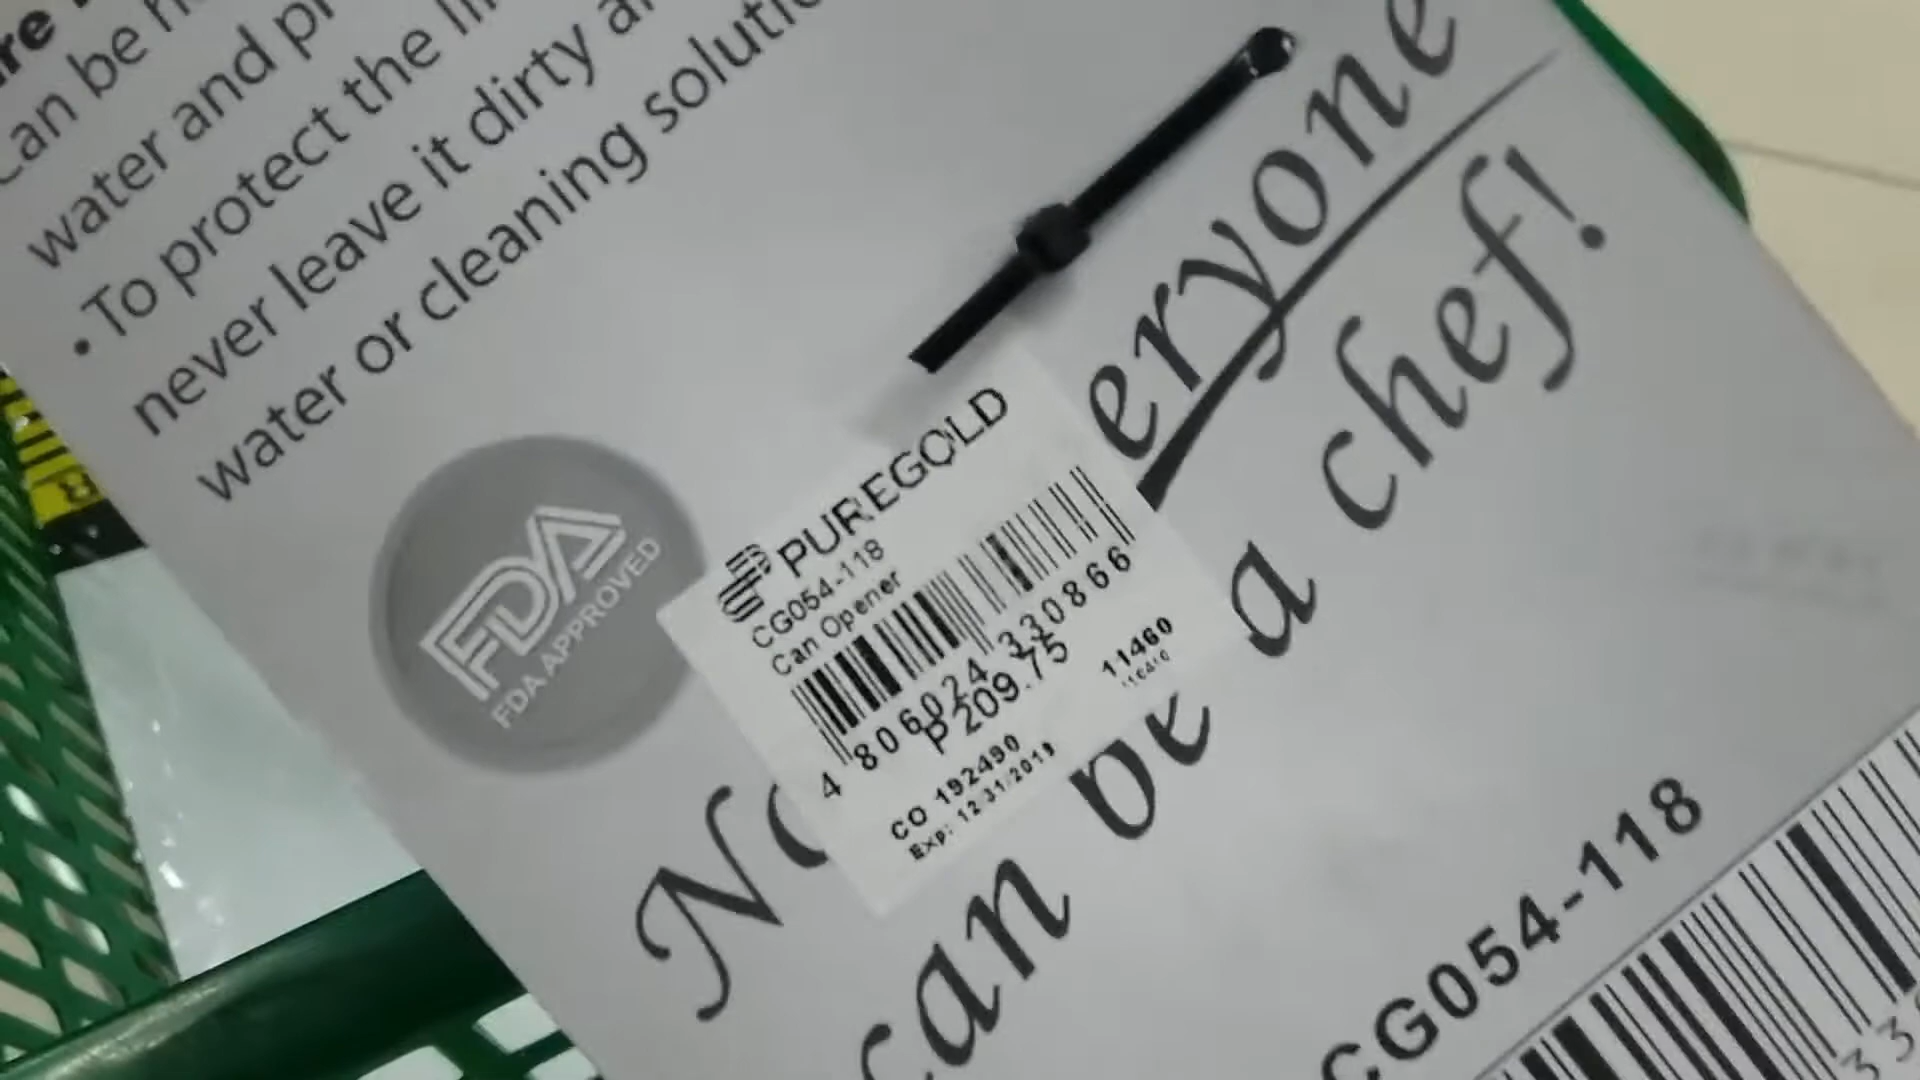 can be
water and
To protect the
never leave it dirty
water or cleaning
FDA
FDA APPROVED
PUREGOLD
CG054-118
Can Opener
4 806024 330866
P 209.75
11460
CO 192490
Exp: 12/31/2019
eryone
can be a chef!
CG054-118